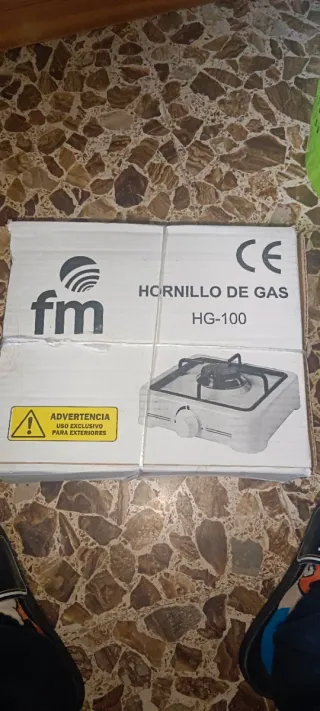 CE
fm
HORNILLO DE GAS
HG-100
ADVERTENCIA
USO EXCLUSIVO
PARA EXTERIORES